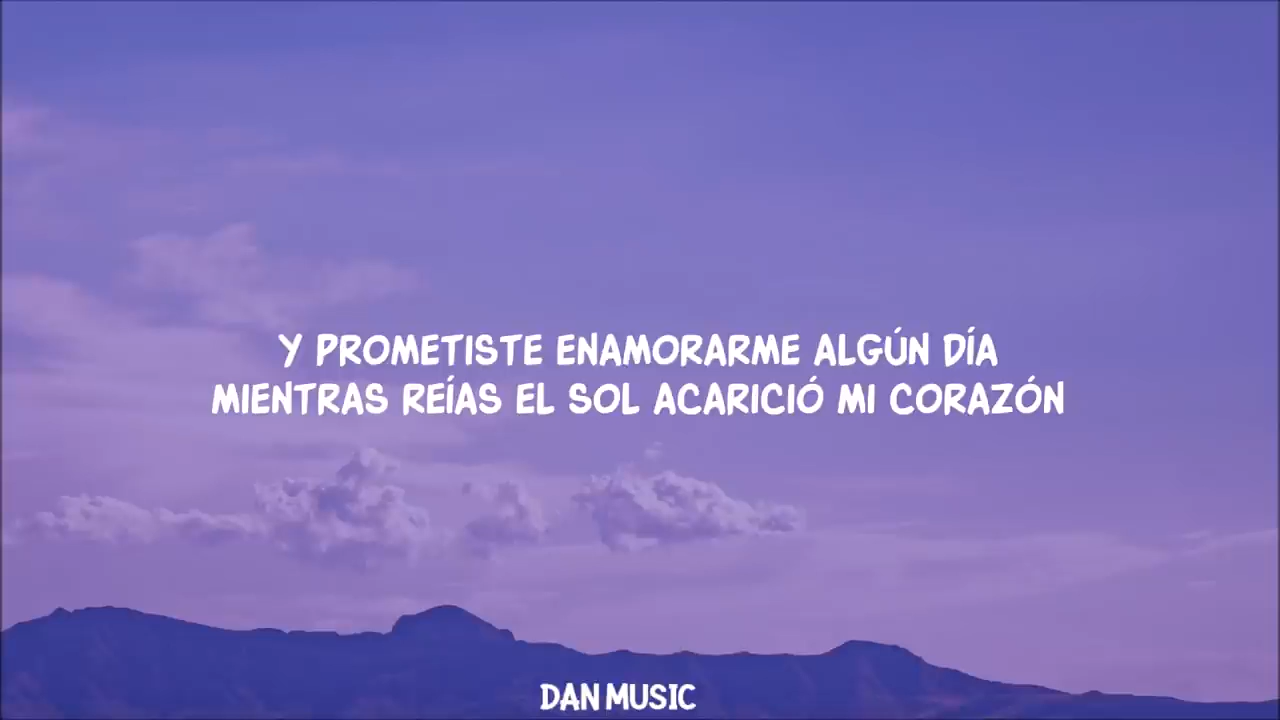 Y PROMETISTE ENAMORARME ALGÚN DÍA
MIENTRAS REÍAS EL SOL ACARICIÓ MI CORAZÓN
DAN MUSIC